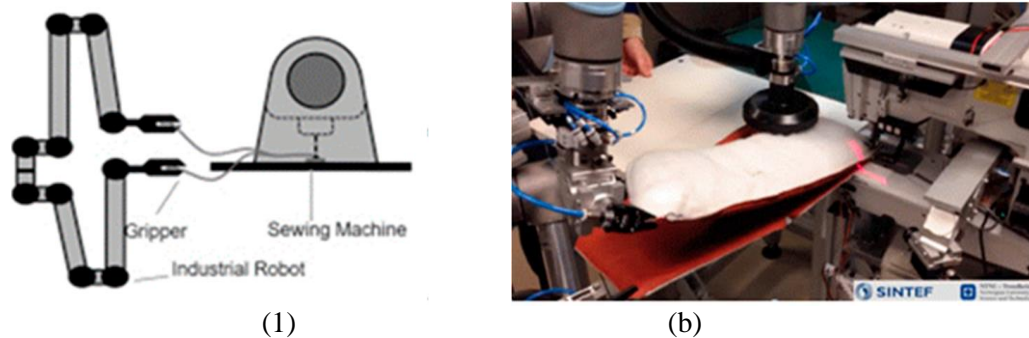 Gripper
Sewing Machine
Industrial Robot
SINTEF
(1)
(b)